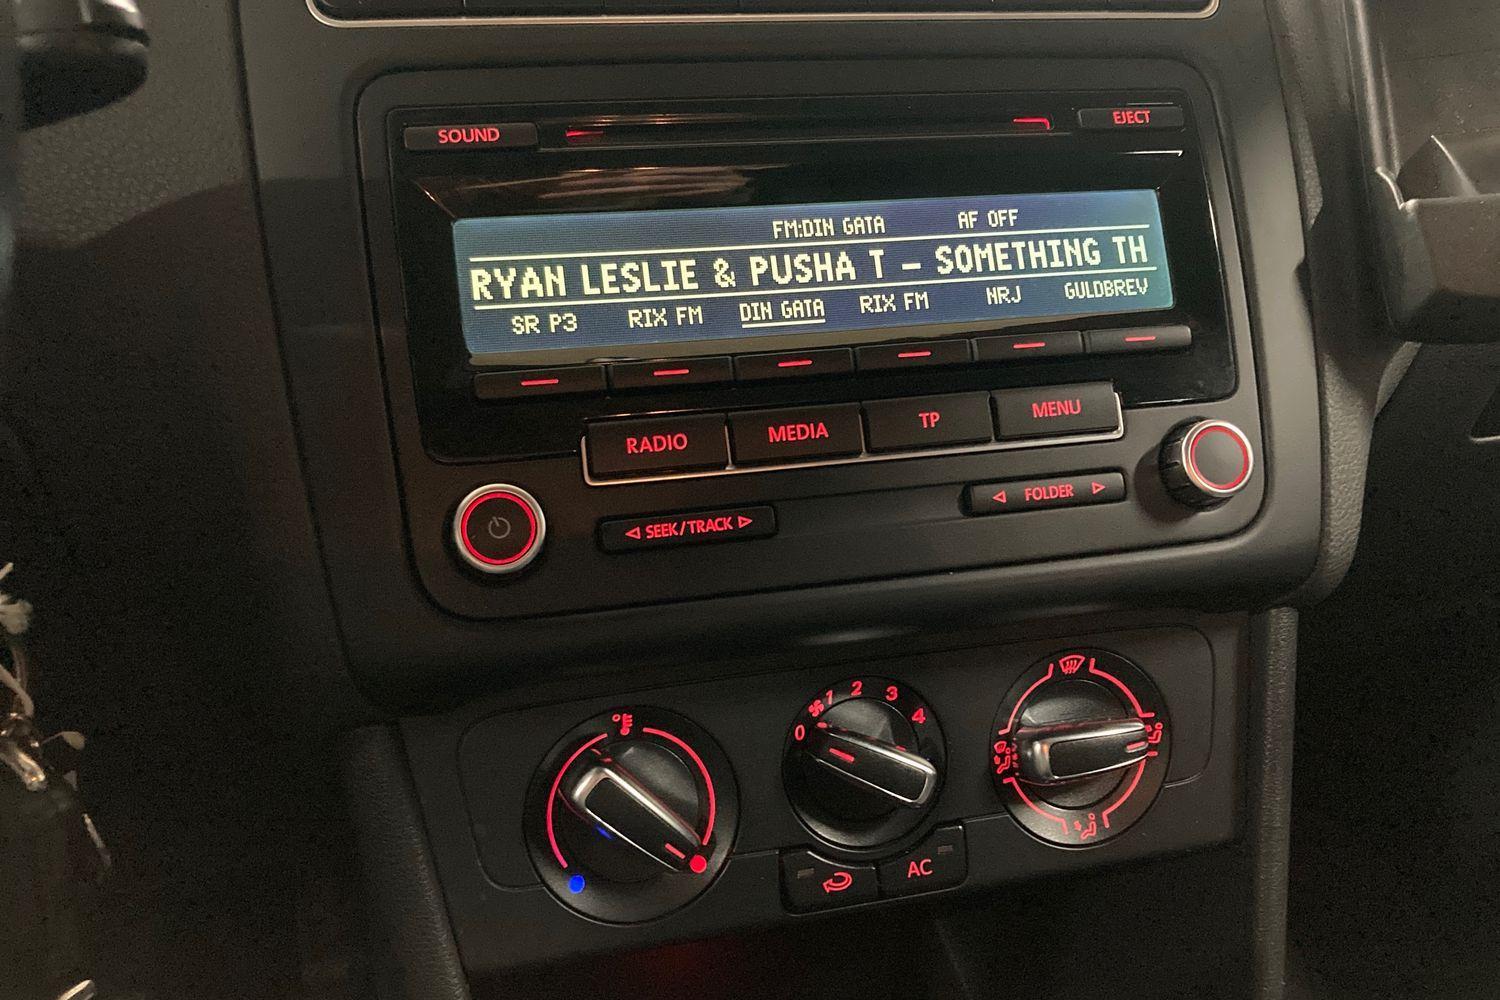 SOUND
EJECT
FM:DIN GATA AF OFF
RYAN LESLIE & PUSHA T - SOMETHING TH
SR P3 RIX FM DIN GATA RIX FM NRJ GULDBREV
RADIO MEDIA TP MENU
SEEK/TRACK FOLDER
0 1 2 3 4
AC